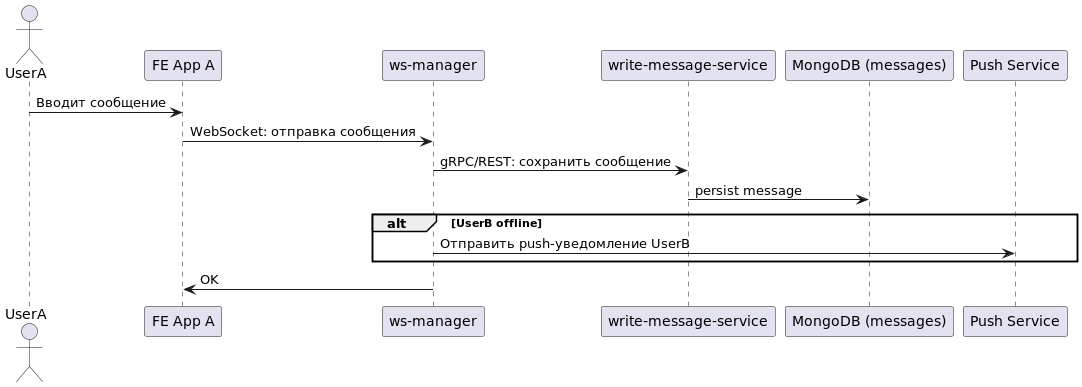 UserA
FE App A
ws-manager
write-message-service
MongoDB (messages)
Push Service
Вводит сообщение
WebSocket: отправка сообщения
gRPC/REST: сохранить сообщение
persist message
alt [UserB offline]
Отправить push-уведомление UserB
OK
UserA
FE App A
ws-manager
write-message-service
MongoDB (messages)
Push Service